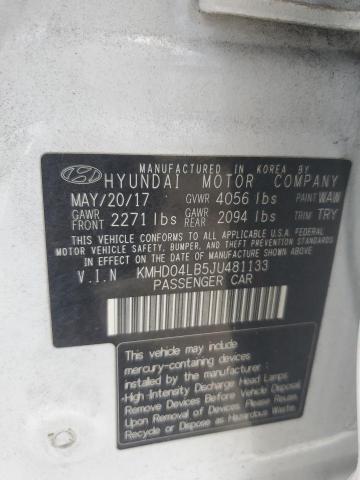 MANUFACTURED IN KOREA BY
HYUNDAI MOTOR COMPANY
MAY/20/17 GVWR 4056 lbs PAINT WAW
GAWR FRONT 2271 lbs GAWR REAR 2094 lbs TRIM TRY
THIS VEHICLE CONFORMS TO ALL APPLICABLE U.S.A. FEDERAL
MOTOR VEHICLE SAFETY, BUMPER, AND THEFT PREVENTION
STANDARDS IN EFFECT ON THE DATE OF MANUFACTURE SHOWN ABOVE.
V.I.N KMHD04LB5JU481133
PASSENGER CAR
This vehicle may include
mercury-containing devices
installed by the manufacturer:
•High-Intensity Discharge Head Lamps
Remove Devices Before Vehicle Disposal.
Upon Removal of Devices Please Reuse,
Recycle or Dispose as Hazardous Waste.